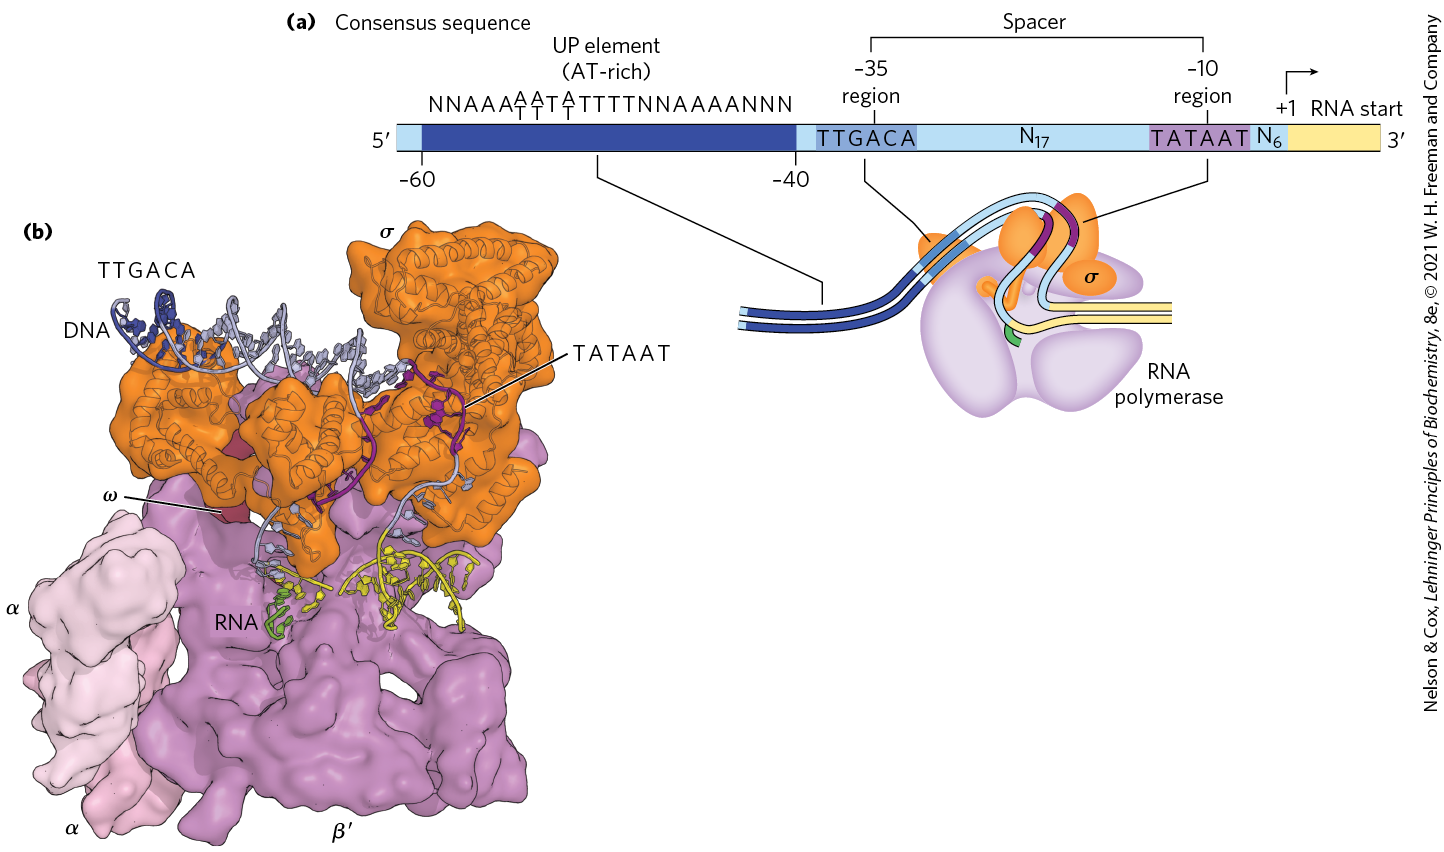 (a) Consensus sequence
Spacer
UP element
(AT-rich)
–35
region
–10
region
+1 RNA start
NNAAAAATATTTTNNAAAANNN
T T T
5′
TTGACA
N17
TATAAT
N6
3′
–60
–40
σ
RNA
polymerase
(b)
σ
TTGACA
DNA
TATAAT
ω
α
RNA
α
β′
Nelson & Cox, Lehninger Principles of Biochemistry, 8e, © 2021 W. H. Freeman and Company